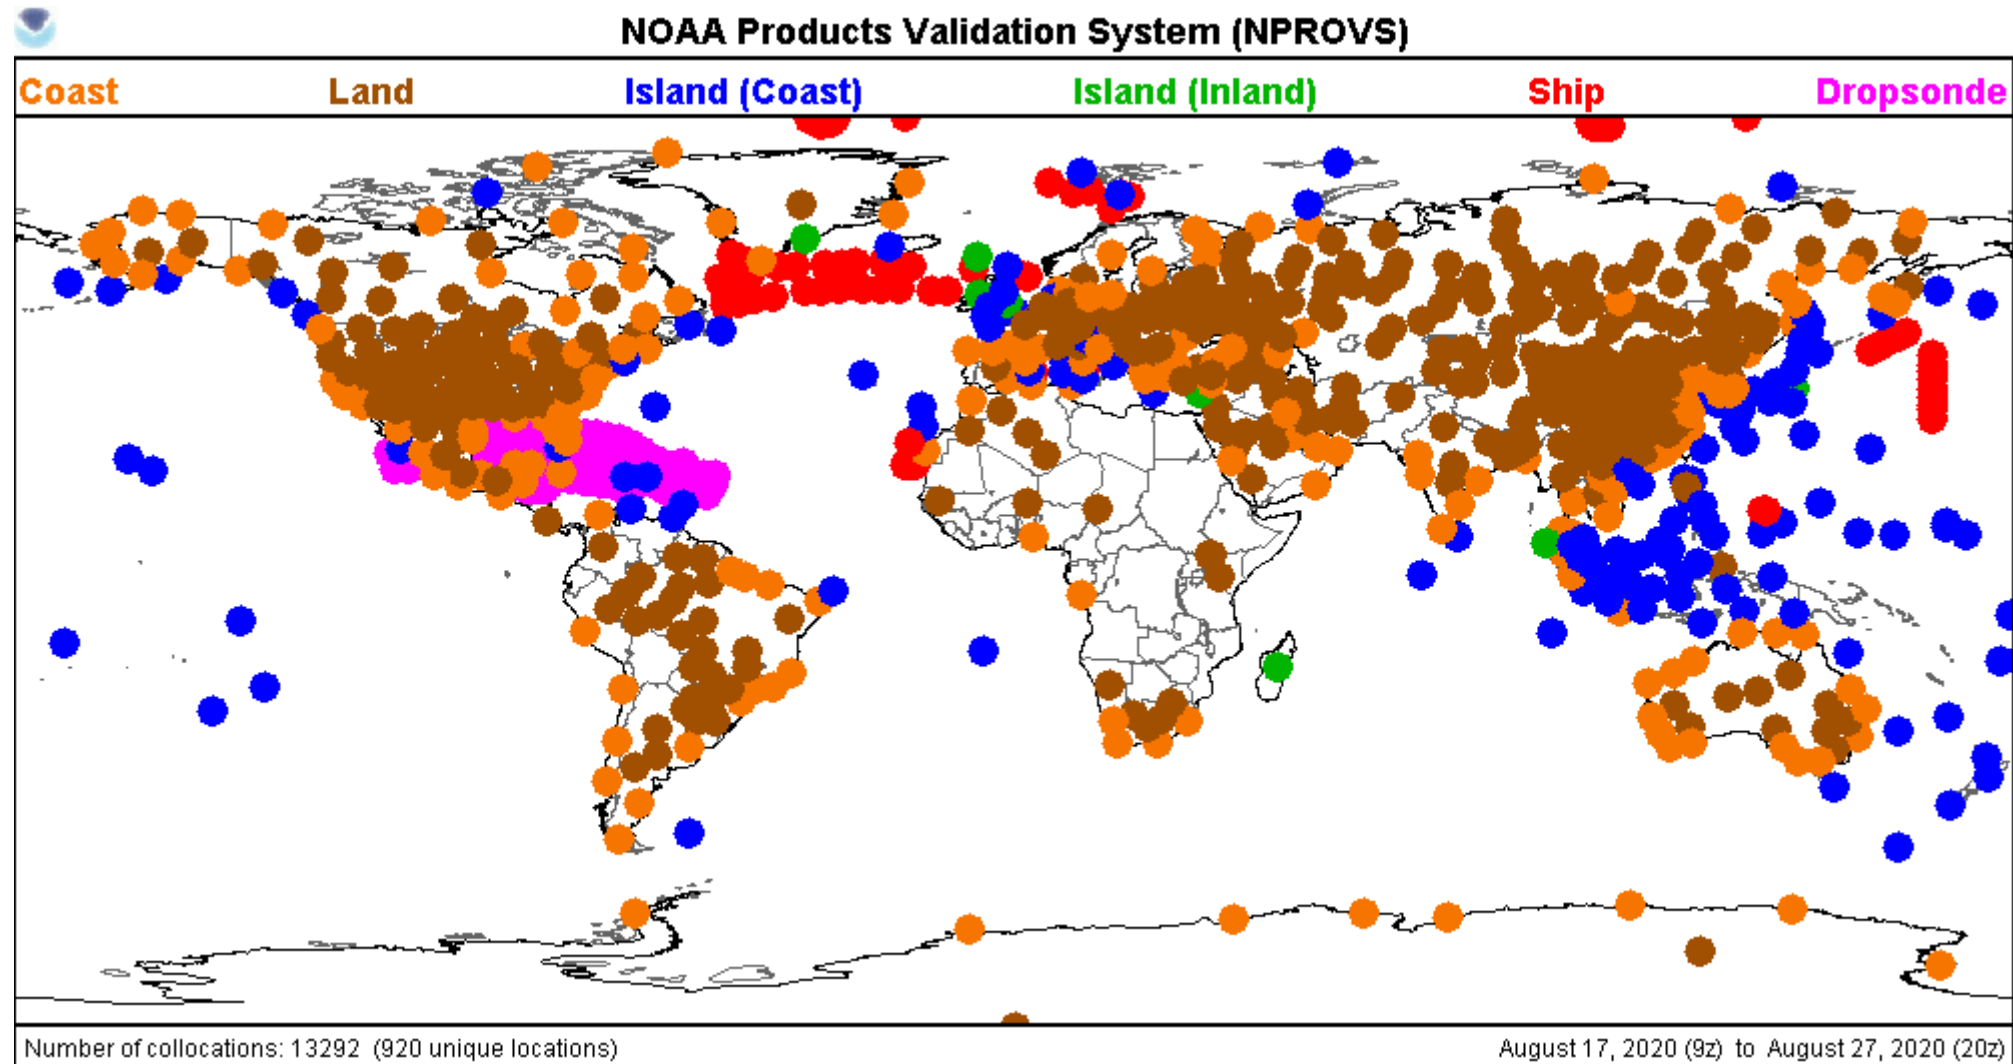 NOAA Products Validation System (NPROVS)
Coast Land Island (Coast) Island (Inland) Ship Dropsonde
Number of collocations: 13292 (920 unique locations) August 17, 2020 (9z) to August 27, 2020 (20z)